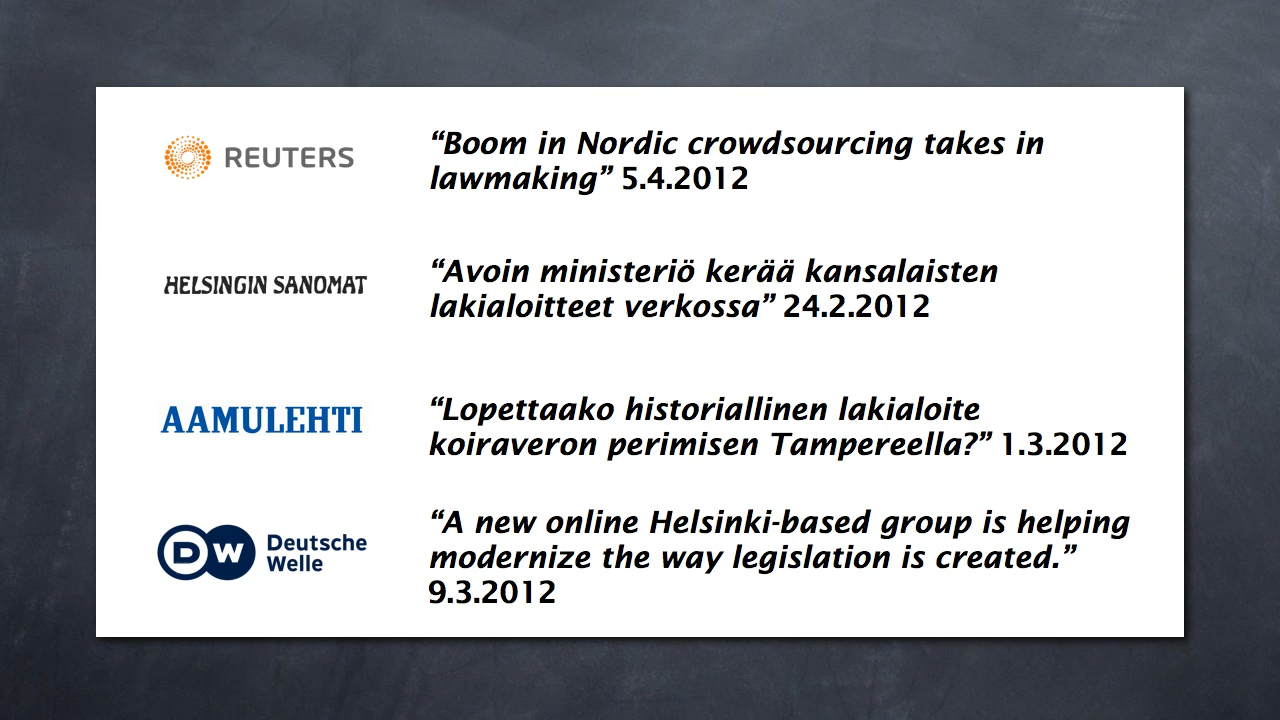 REUTERS
“Boom in Nordic crowdsourcing takes in
lawmaking” 5.4.2012
HELSINGIN SANOMAT
“Avoin ministeriö kerää kansalaisten
lakialoitteet verkossa” 24.2.2012
AAMULEHTI
“Lopettaako historiallinen lakialoite
koiraveron perimisen Tampereella?” 1.3.2012
DW Deutsche
Welle
“A new online Helsinki-based group is helping
modernize the way legislation is created.”
9.3.2012